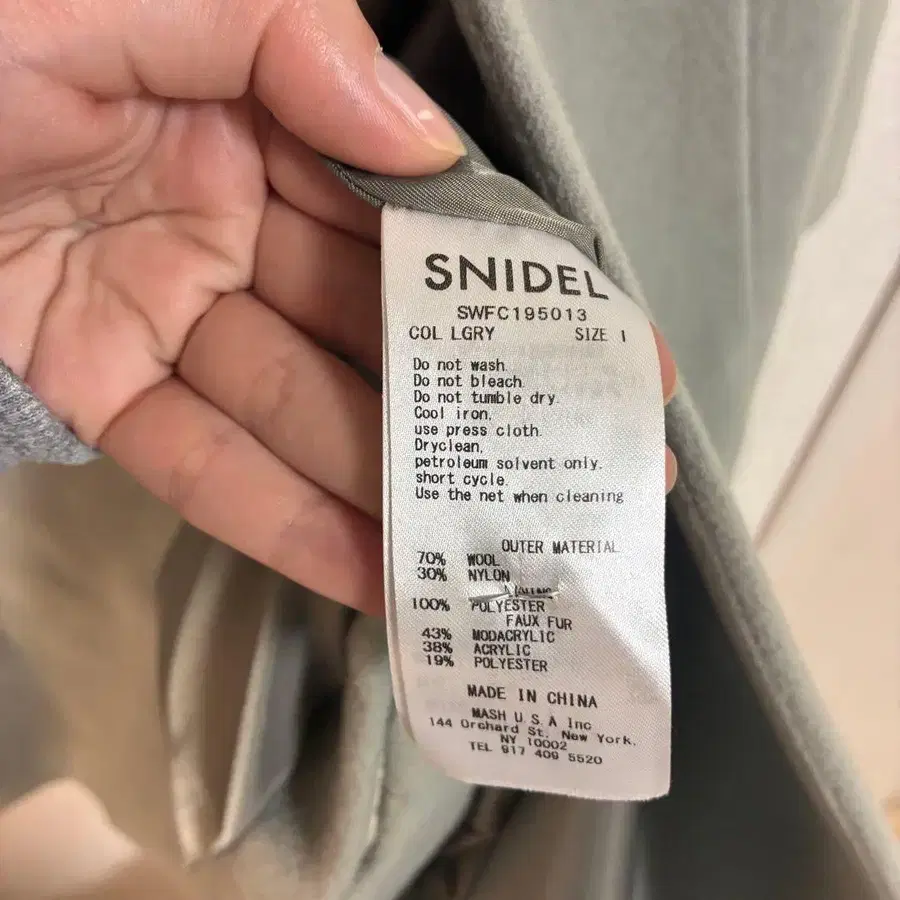 SNIDEL
SWFC195013
COL LGRY SIZE 1
Do not wash.
Do not bleach.
Do not tumble dry.
Cool iron.
use press cloth.
Dryclean,
petroleum solvent only.
short cycle.
Use the net when cleaning
OUTER MATERIAL
70% WOOL
30% NYLON
LINING
100% POLYESTER
FAUX FUR
43% MODACRYLIC
38% ACRYLIC
19% POLYESTER
MADE IN CHINA
MASH U.S.A Inc
144 Orchard St. New York,
NY 10002
TEL 917 409 5520